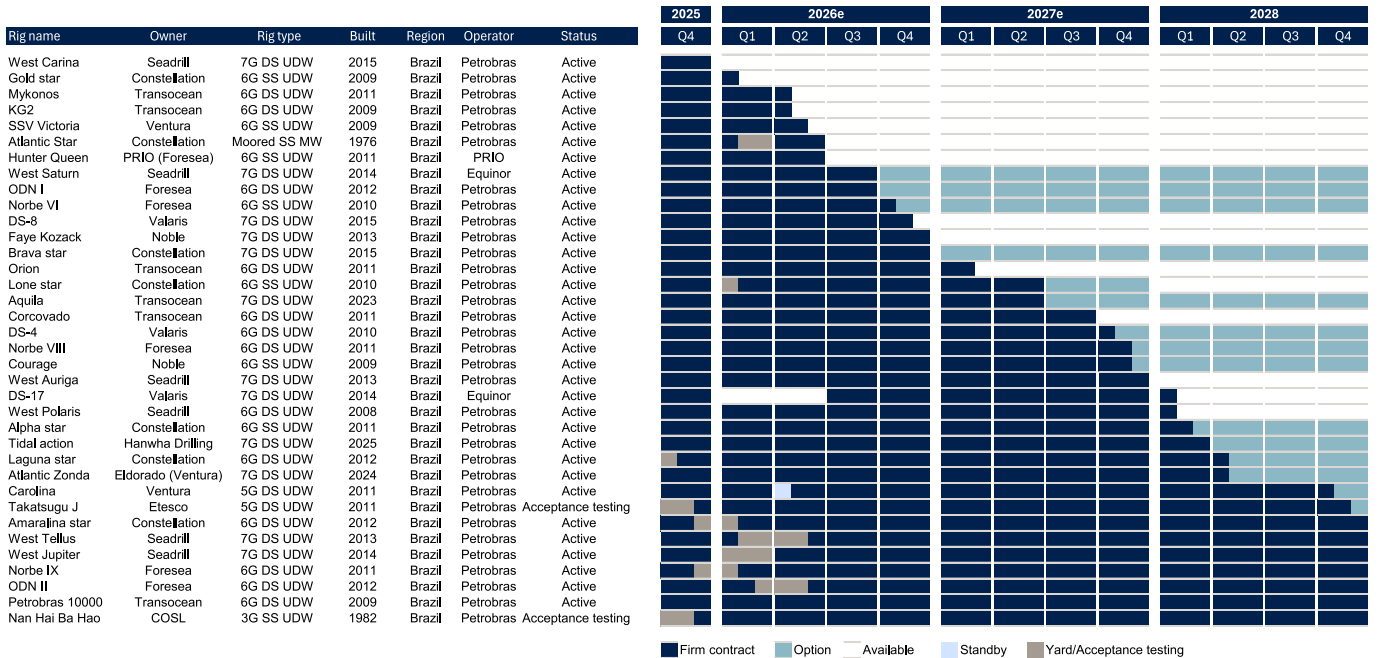 2025 2026e 2027e 2028
Rig name Owner Rig type Built Region Operator Status Q4 Q1 Q2 Q3 Q4 Q1 Q2 Q3 Q4 Q1 Q2 Q3 Q4
West Carina Seadrill 7G DS UDW 2015 Brazil Petrobras Active
Gold star Constellation 6G SS UDW 2009 Brazil Petrobras Active
Mykonos Transocean 6G DS UDW 2011 Brazil Petrobras Active
KG2 Transocean 6G DS UDW 2009 Brazil Petrobras Active
SSV Victoria Ventura 6G SS UDW 2009 Brazil Petrobras Active
Atlantic Star Constellation Moored SS MW 1976 Brazil Petrobras Active
Hunter Queen PRIO (Foresea) 6G SS UDW 2011 Brazil PRIO Active
West Saturn Seadrill 7G DS UDW 2014 Brazil Equinor Active
ODN I Foresea 6G DS UDW 2012 Brazil Petrobras Active
Norbe VI Foresea 6G SS UDW 2010 Brazil Petrobras Active
DS-8 Valaris 7G DS UDW 2015 Brazil Petrobras Active
Faye Kozack Noble 7G DS UDW 2013 Brazil Petrobras Active
Brava star Constellation 7G DS UDW 2015 Brazil Petrobras Active
Orion Transocean 6G DS UDW 2011 Brazil Petrobras Active
Lone star Constellation 6G SS UDW 2010 Brazil Petrobras Active
Aquila Transocean 7G DS UDW 2023 Brazil Petrobras Active
Corcovado Transocean 6G DS UDW 2011 Brazil Petrobras Active
DS-4 Valaris 6G DS UDW 2010 Brazil Petrobras Active
Norbe VIII Foresea 6G DS UDW 2011 Brazil Petrobras Active
Courage Noble 6G SS UDW 2009 Brazil Petrobras Active
West Auriga Seadrill 7G DS UDW 2013 Brazil Petrobras Active
DS-17 Valaris 7G DS UDW 2014 Brazil Equinor Active
West Polaris Seadrill 6G DS UDW 2008 Brazil Petrobras Active
Alpha star Constellation 6G SS UDW 2011 Brazil Petrobras Active
Tidal action Hanwha Drilling 7G DS UDW 2025 Brazil Petrobras Active
Laguna star Constellation 6G DS UDW 2012 Brazil Petrobras Active
Atlantic Zonda Eldorado (Ventura) 7G DS UDW 2024 Brazil Petrobras Active
Carolina Ventura 5G DS UDW 2011 Brazil Petrobras Active
Takatsugu J Etesco 5G DS UDW 2011 Brazil Petrobras Acceptance testing
Amaralina star Constellation 6G DS UDW 2012 Brazil Petrobras Active
West Tellus Seadrill 7G DS UDW 2013 Brazil Petrobras Active
West Jupiter Seadrill 7G DS UDW 2014 Brazil Petrobras Active
Norbe IX Foresea 6G DS UDW 2011 Brazil Petrobras Active
ODN II Foresea 6G DS UDW 2012 Brazil Petrobras Active
Petrobras 10000 Transocean 6G DS UDW 2009 Brazil Petrobras Active
Nan Hai Ba Hao COSL 3G SS UDW 1982 Brazil Petrobras Acceptance testing
Firm contract Option Available Standby Yard/Acceptance testing